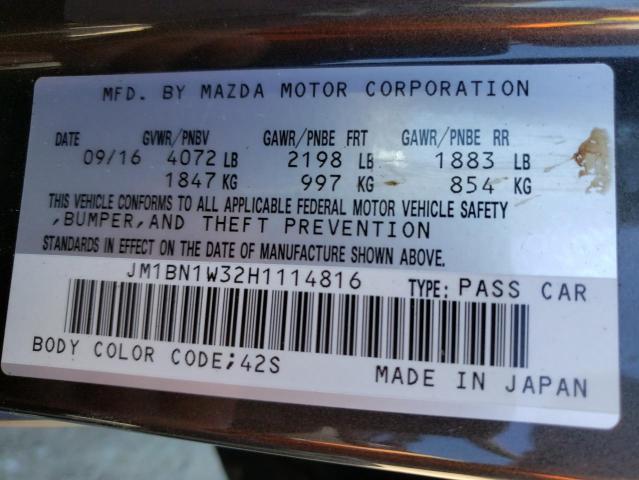 MFD. BY MAZDA MOTOR CORPORATION
DATE GVWR/PNBV GAWR/PNBE FRT GAWR/PNBE RR
09/16 4072 LB 2198 LB 1883 LB
1847 KG 997 KG 854 KG
THIS VEHICLE CONFORMS TO ALL APPLICABLE FEDERAL MOTOR VEHICLE SAFETY
,BUMPER,AND THEFT PREVENTION
STANDARDS IN EFFECT ON THE DATE OF MANUFACTURE SHOWN ABOVE.
JM1BN1W32H1114816 TYPE: PASS CAR
BODY COLOR CODE;42S MADE IN JAPAN